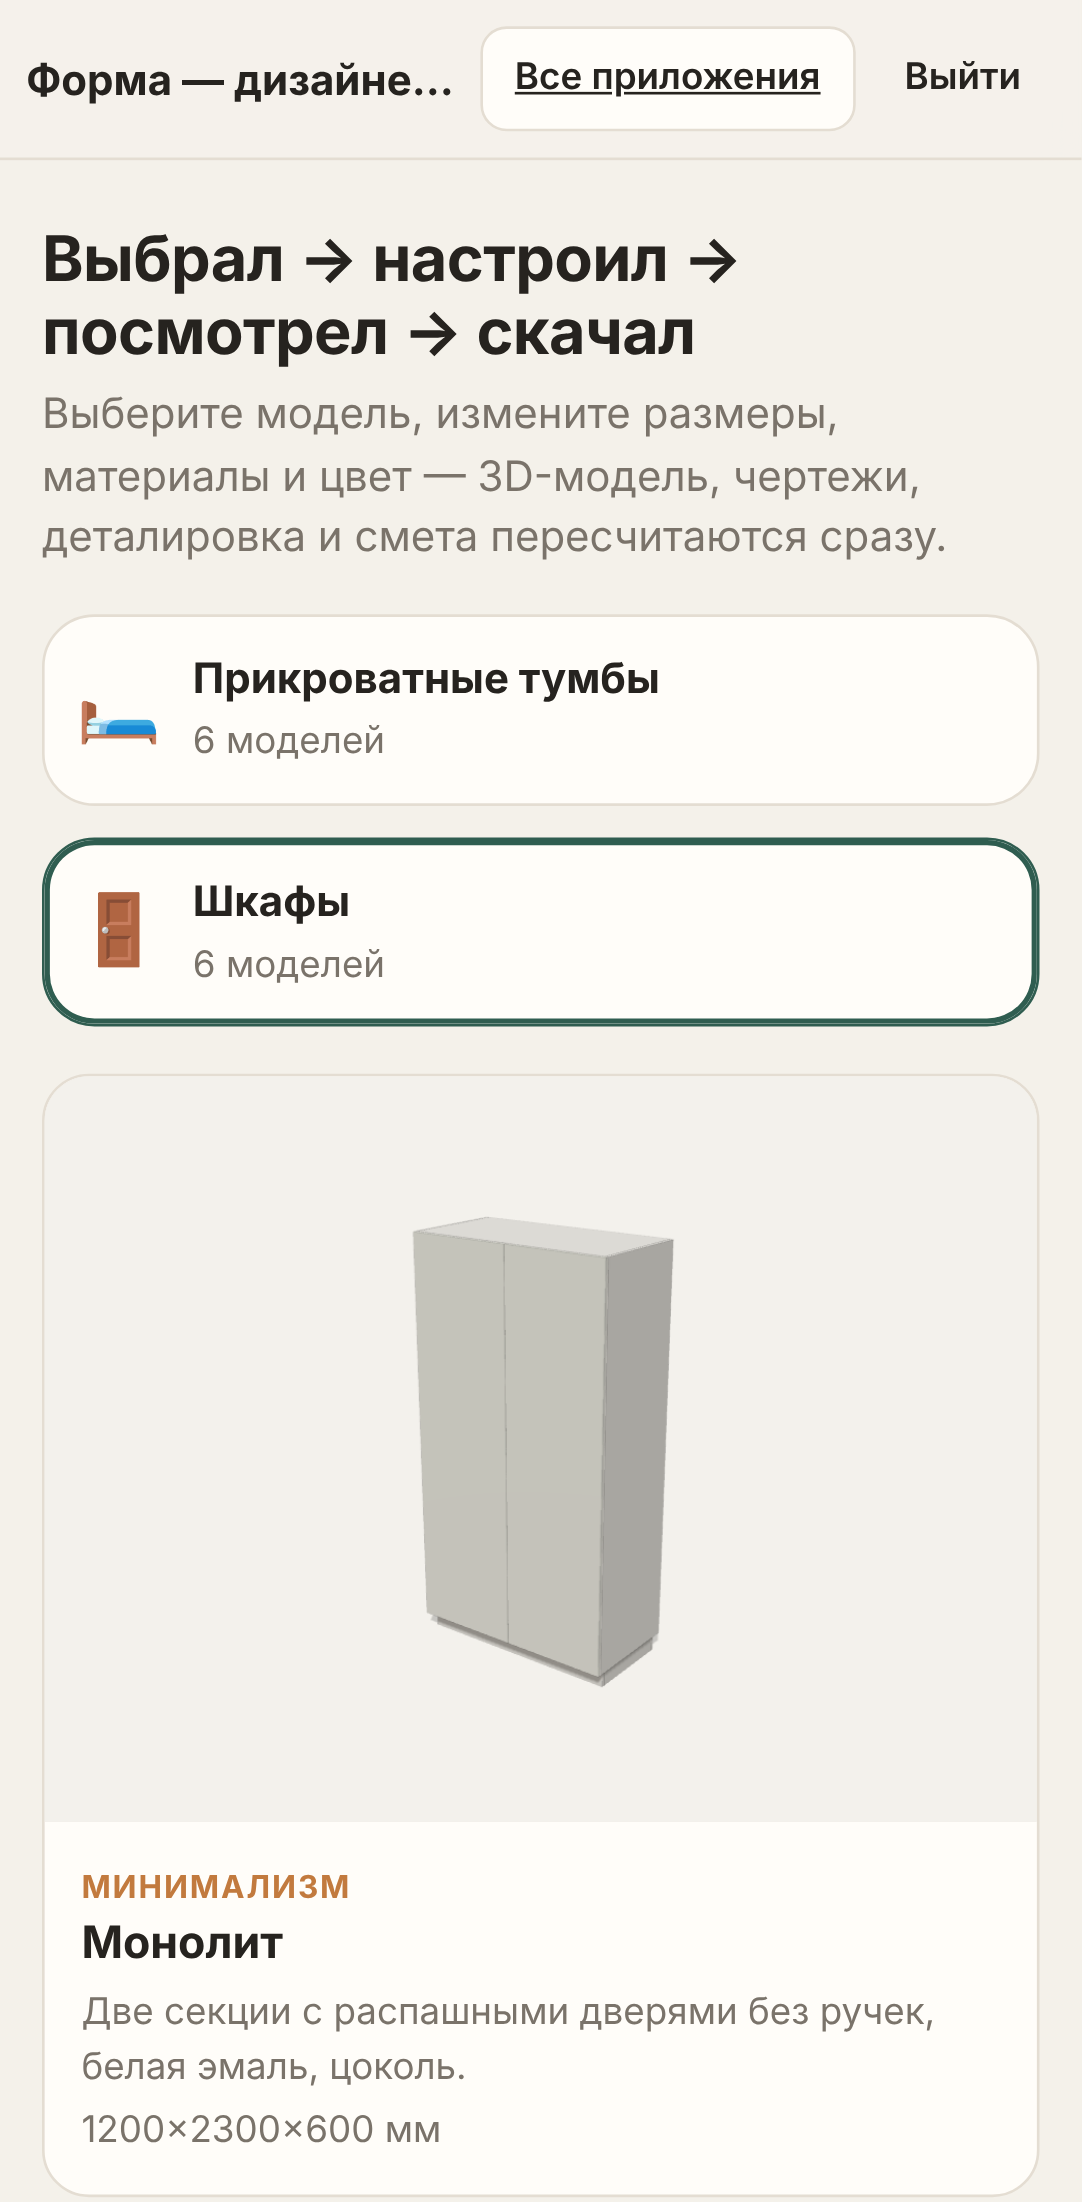 Форма — дизайне...
Все приложения
Выйти
Выбрал → настроил →
посмотрел → скачал
Выберите модель, измените размеры,
материалы и цвет — 3D-модель, чертежи,
деталировка и смета пересчитаются сразу.
Прикроватные тумбы
6 моделей
Шкафы
6 моделей
МИНИМАЛИЗМ
Монолит
Две секции с распашными дверями без ручек,
белая эмаль, цоколь.
1200×2300×600 мм